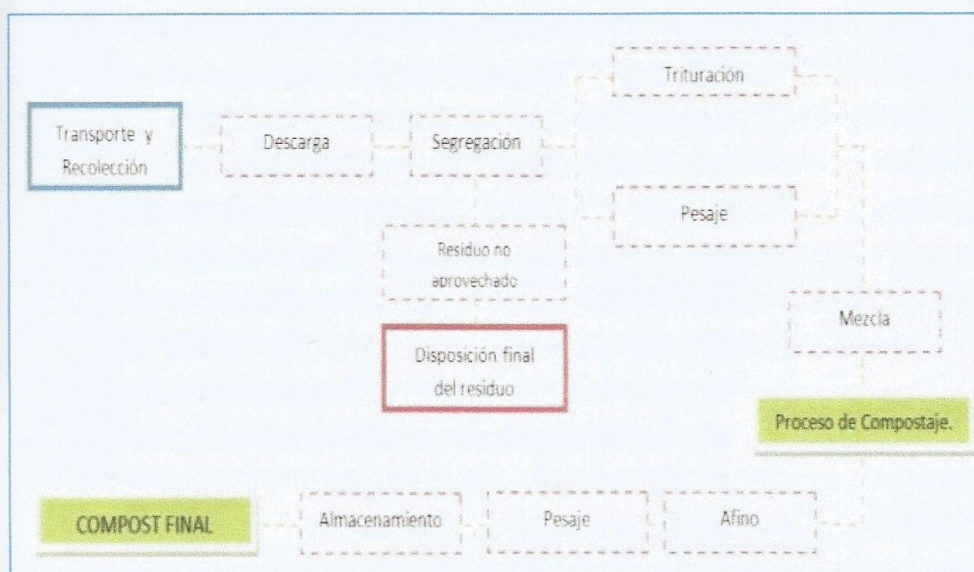 Transporte y
Recolección
Descarga
Segregación
Trituración
Pesaje
Residuo no
aprovechado
Disposición final
del residuo
Mezcla
Proceso de Compostaje.
Afino
Pesaje
Almacenamiento
COMPOST FINAL